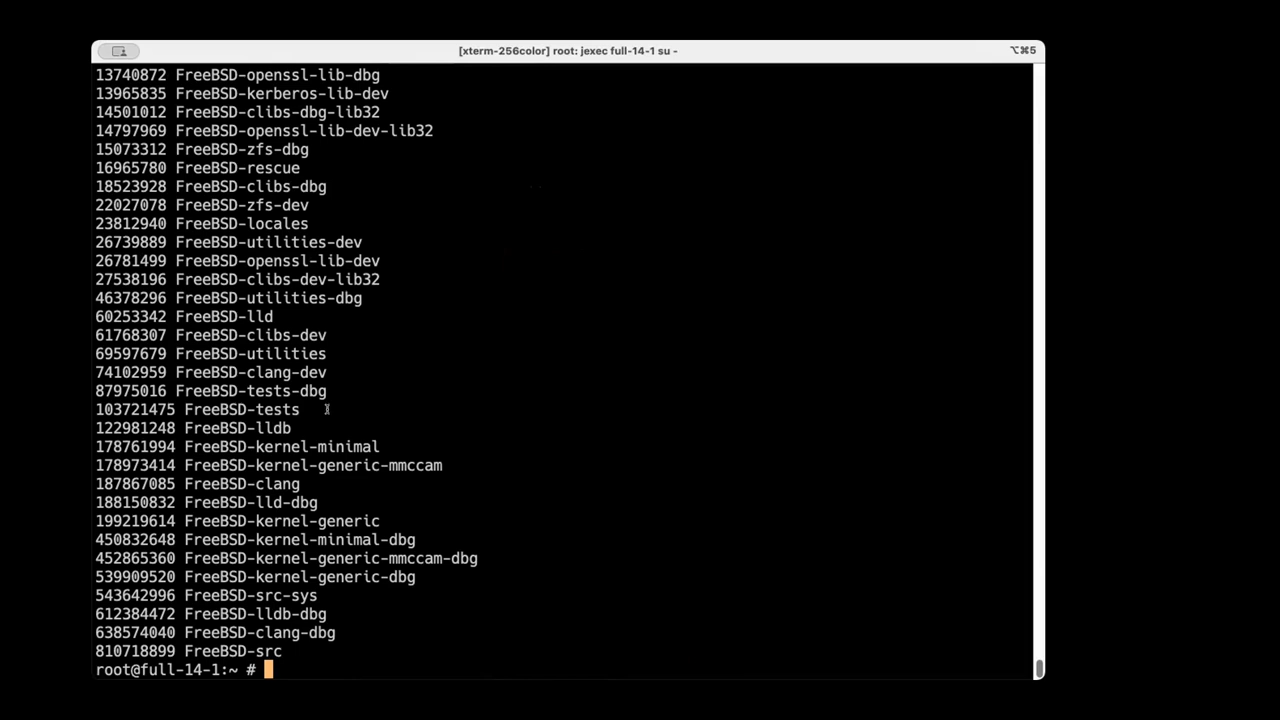 [xterm-256color] root: jexec full-14-1 su -
⌥⌘5
13740872 FreeBSD-openssl-lib-dbg
13965835 FreeBSD-kerberos-lib-dev
14501012 FreeBSD-clibs-dbg-lib32
14797969 FreeBSD-openssl-lib-dev-lib32
15073312 FreeBSD-zfs-dbg
16965780 FreeBSD-rescue
18523928 FreeBSD-clibs-dbg
22027078 FreeBSD-zfs-dev
23812940 FreeBSD-locales
26739889 FreeBSD-utilities-dev
26781499 FreeBSD-openssl-lib-dev
27538196 FreeBSD-clibs-dev-lib32
46378296 FreeBSD-utilities-dbg
60253342 FreeBSD-lld
61768307 FreeBSD-clibs-dev
69597679 FreeBSD-utilities
74102959 FreeBSD-clang-dev
87975016 FreeBSD-tests-dbg
103721475 FreeBSD-tests
122981248 FreeBSD-lldb
178761994 FreeBSD-kernel-minimal
178973414 FreeBSD-kernel-generic-mmccam
187867085 FreeBSD-clang
188150832 FreeBSD-lld-dbg
199219614 FreeBSD-kernel-generic
450832648 FreeBSD-kernel-minimal-dbg
452865360 FreeBSD-kernel-generic-mmccam-dbg
539909520 FreeBSD-kernel-generic-dbg
543642996 FreeBSD-src-sys
612384472 FreeBSD-lldb-dbg
638574040 FreeBSD-clang-dbg
810718899 FreeBSD-src
root@full-14-1:~ #